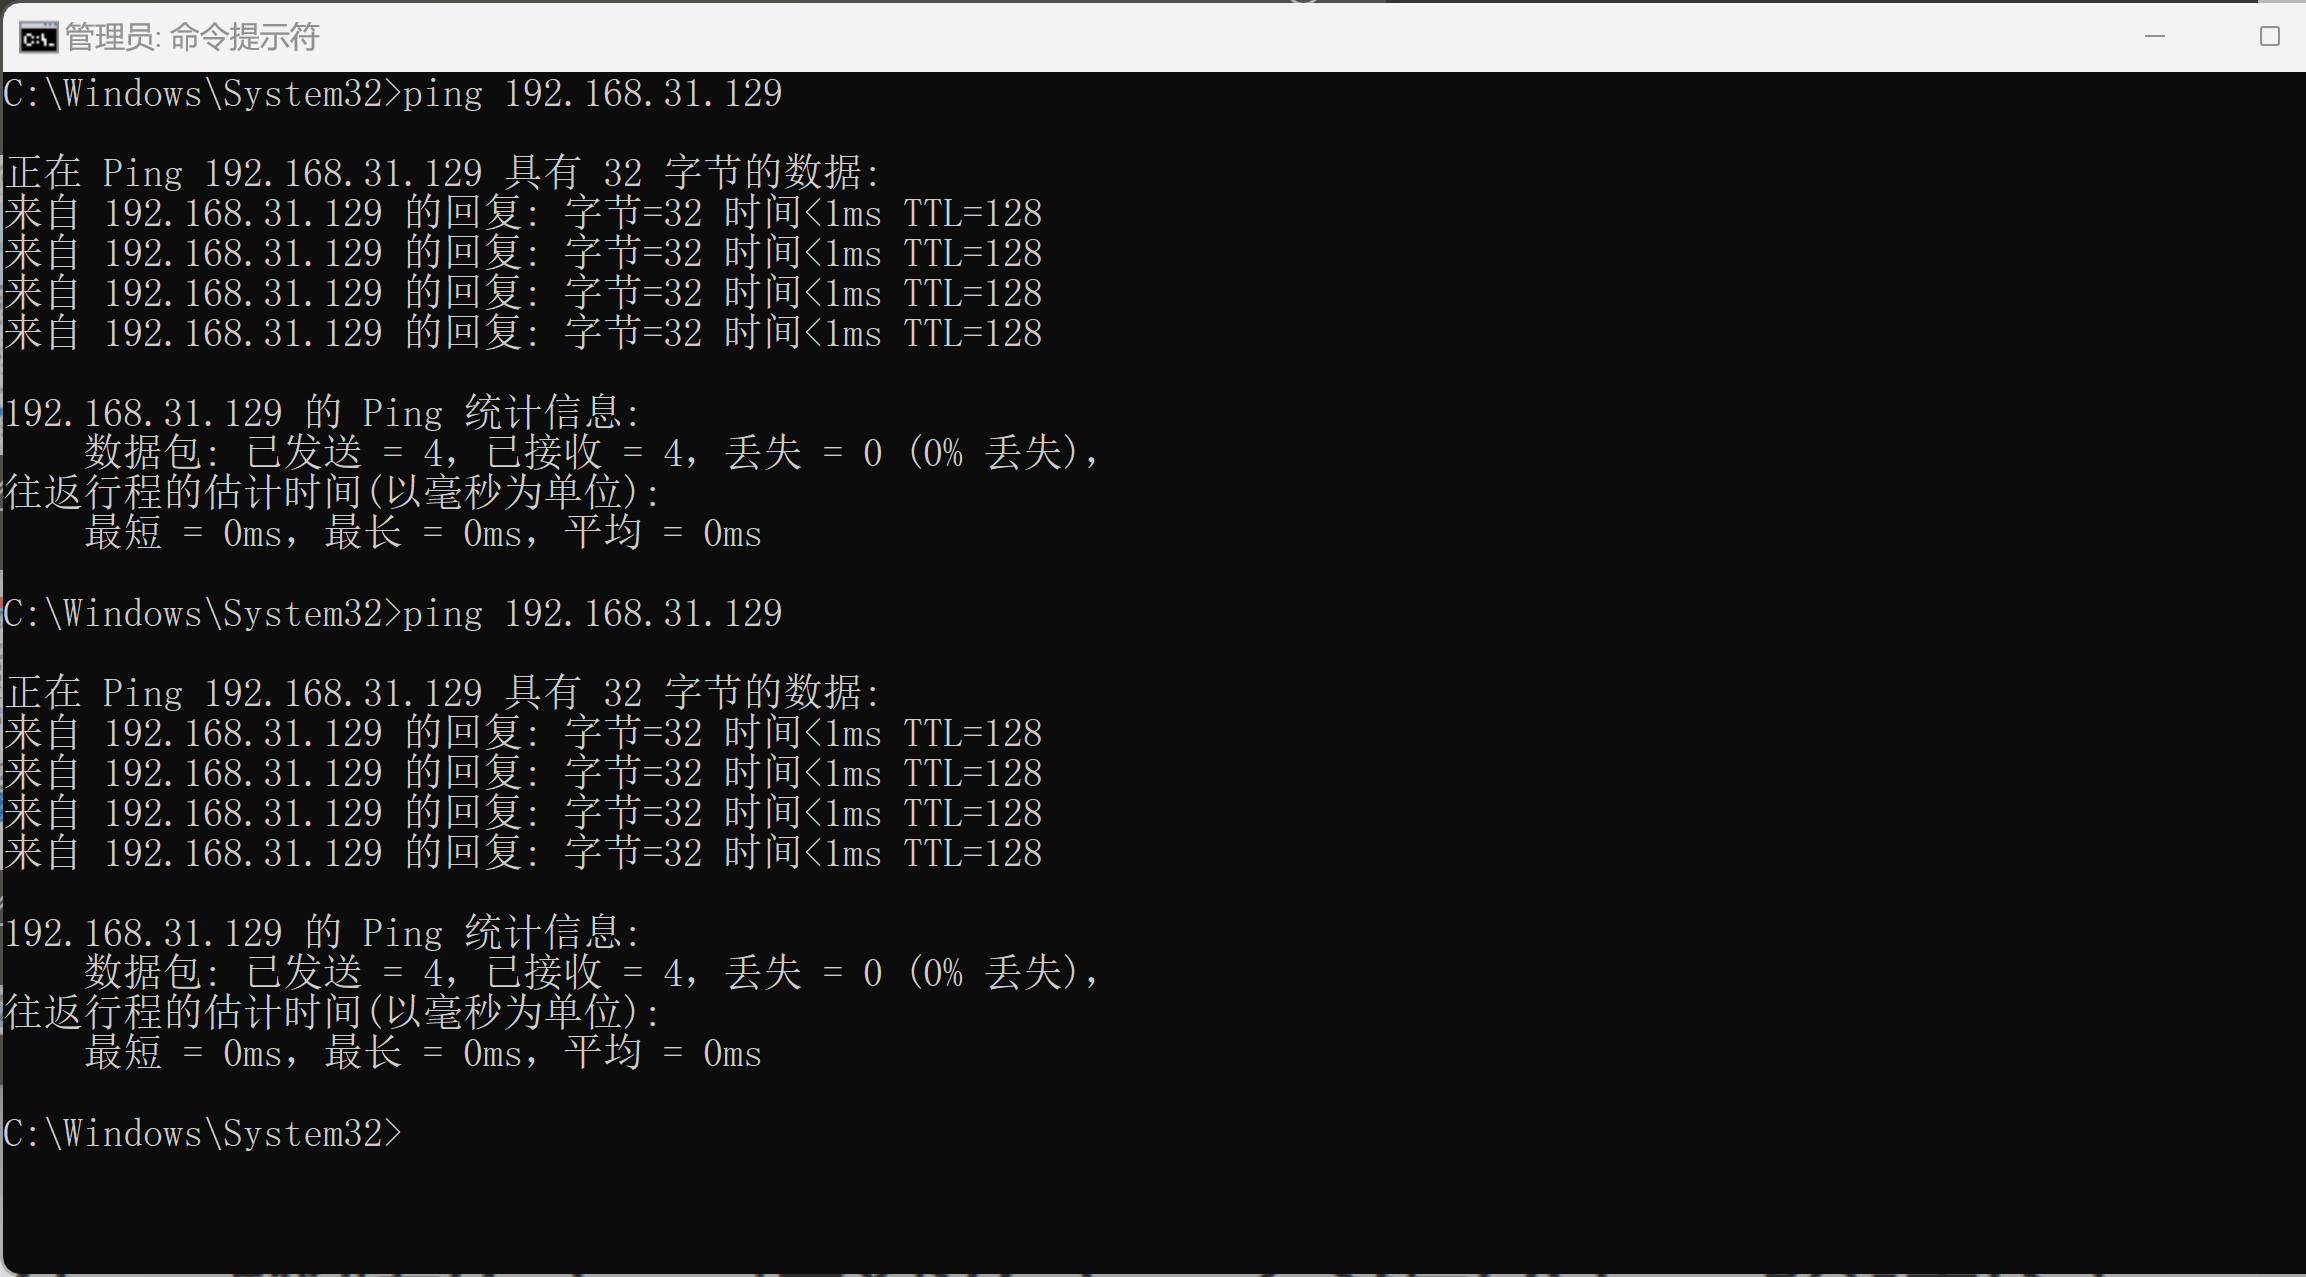 管理员: 命令提示符
C:\Windows\System32>ping 192.168.31.129
正在 Ping 192.168.31.129 具有 32 字节的数据:
来自 192.168.31.129 的回复: 字节=32 时间<1ms TTL=128
来自 192.168.31.129 的回复: 字节=32 时间<1ms TTL=128
来自 192.168.31.129 的回复: 字节=32 时间<1ms TTL=128
来自 192.168.31.129 的回复: 字节=32 时间<1ms TTL=128
192.168.31.129 的 Ping 统计信息:
数据包: 已发送 = 4，已接收 = 4，丢失 = 0 (0% 丢失)，
往返行程的估计时间(以毫秒为单位):
最短 = 0ms，最长 = 0ms，平均 = 0ms
C:\Windows\System32>ping 192.168.31.129
正在 Ping 192.168.31.129 具有 32 字节的数据:
来自 192.168.31.129 的回复: 字节=32 时间<1ms TTL=128
来自 192.168.31.129 的回复: 字节=32 时间<1ms TTL=128
来自 192.168.31.129 的回复: 字节=32 时间<1ms TTL=128
来自 192.168.31.129 的回复: 字节=32 时间<1ms TTL=128
192.168.31.129 的 Ping 统计信息:
数据包: 已发送 = 4，已接收 = 4，丢失 = 0 (0% 丢失)，
往返行程的估计时间(以毫秒为单位):
最短 = 0ms，最长 = 0ms，平均 = 0ms
C:\Windows\System32>